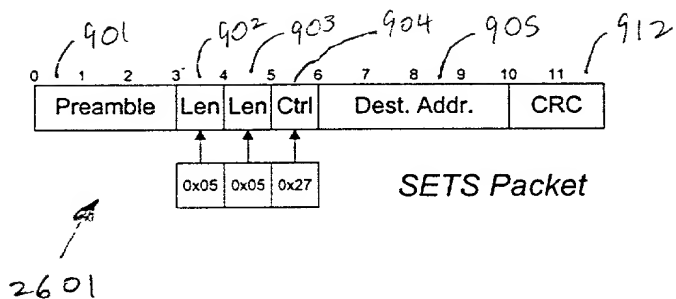 901 902 903 904 905 912
0 1 2 3 4 5 6 7 8 9 10 11
Preamble Len Len Ctrl Dest. Addr. CRC
0x05 0x05 0x27
SETS Packet
2601